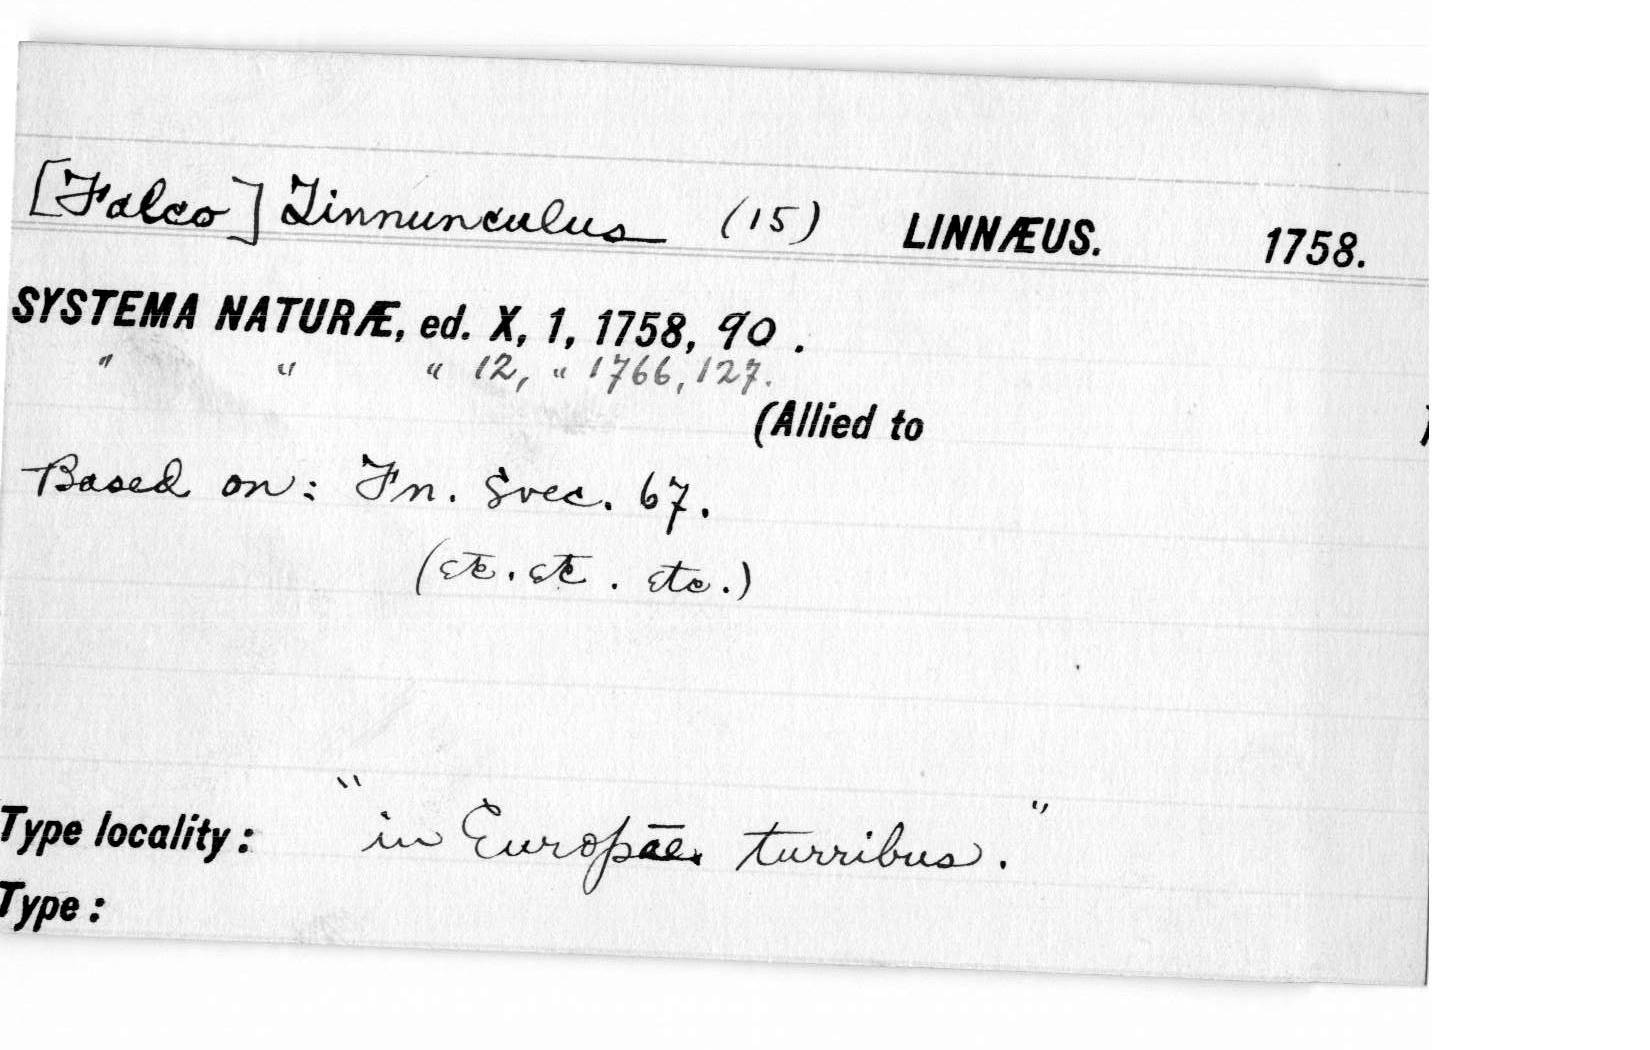 [Falco] Tinnunculus (15) LINNÆUS. 1758.
SYSTEMA NATURÆ, ed. X, 1, 1758, 90.
" " " 12, " 1766, 127.
(Allied to )
Based on: Fn. Svec. 67.
(etc. etc. etc.)
Type locality: "in Europæ turribus."
Type: